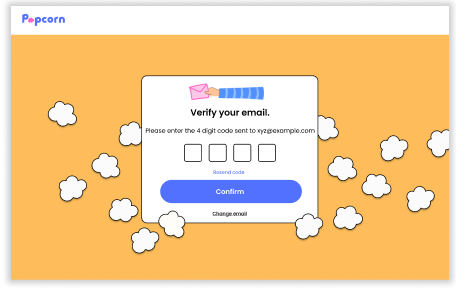 Popcorn
Verify your email.
Please enter the 4 digit code sent to xyz@example.com
Resend code
Confirm
Change email